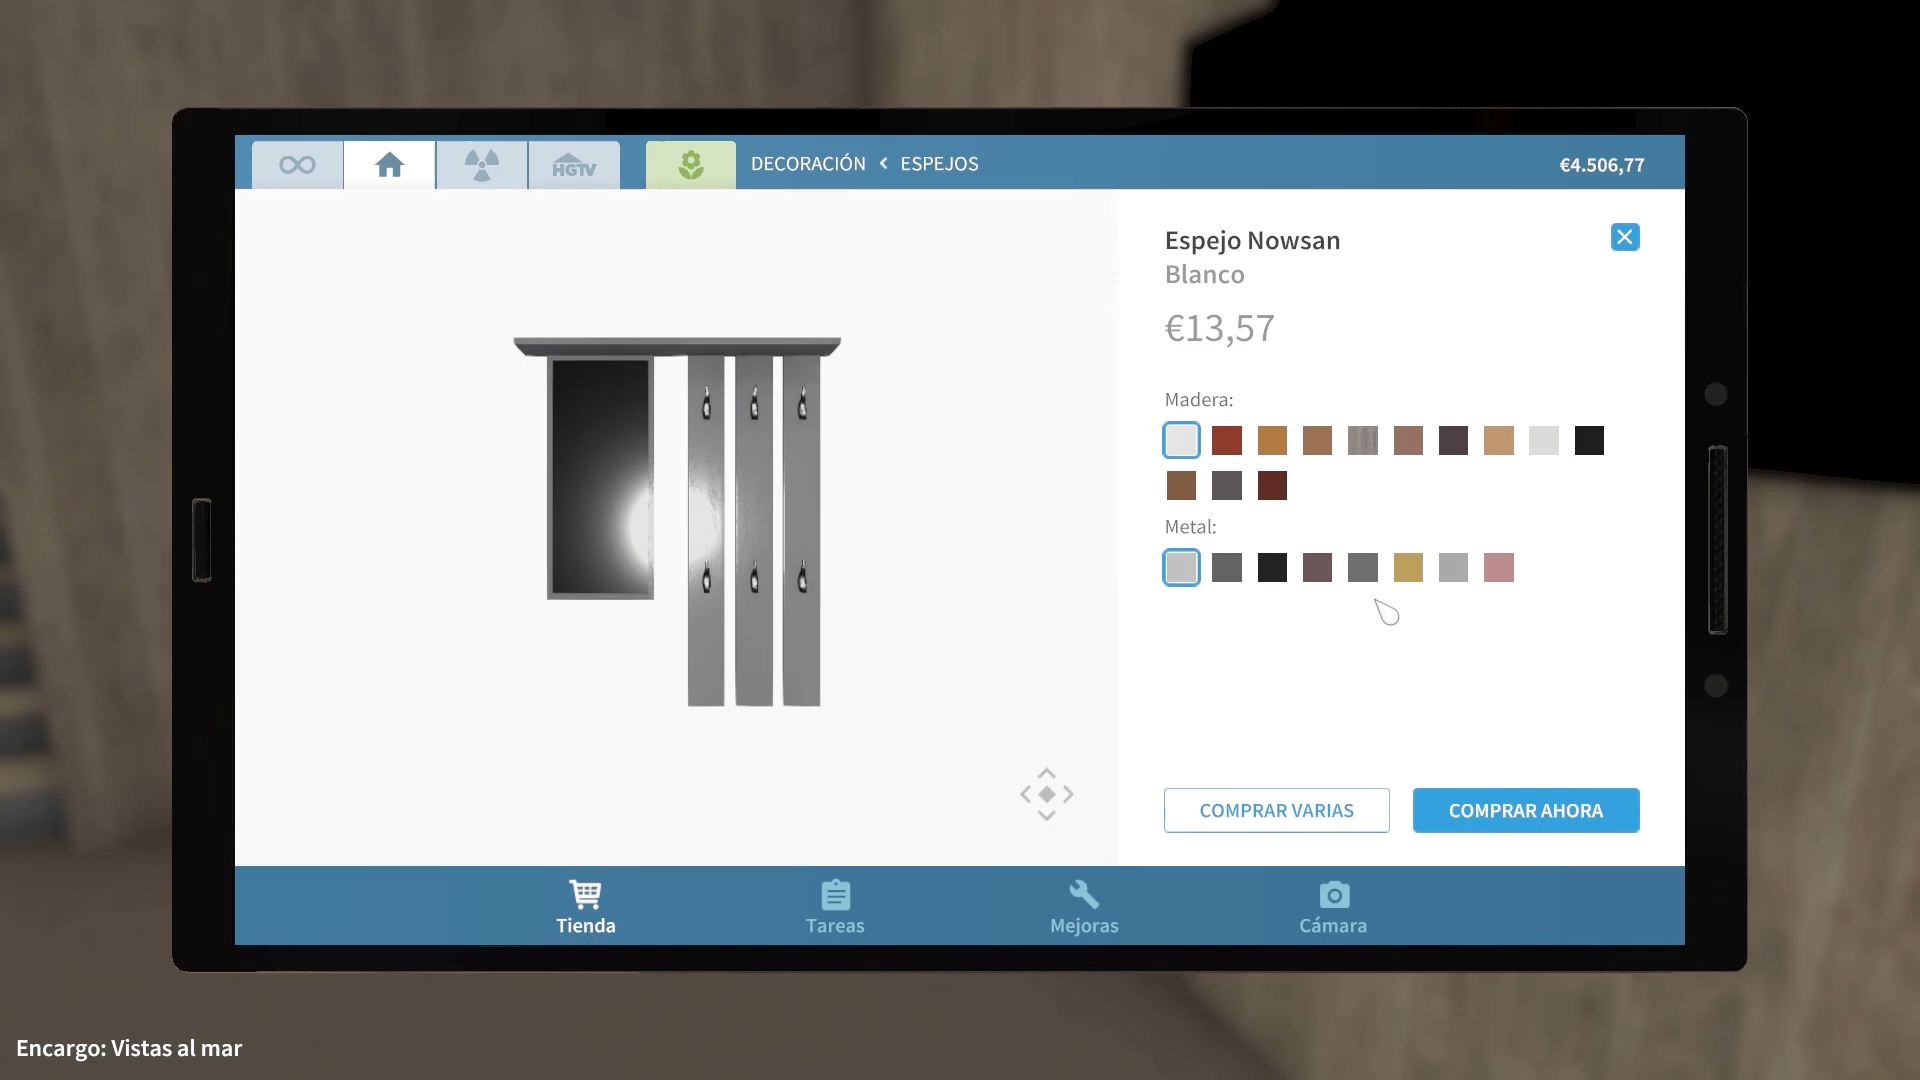 HGTV
DECORACIÓN < ESPEJOS
€4.506,77
Espejo Nowsan
Blanco
€13,57
Madera:
Metal:
COMPRAR VARIAS
COMPRAR AHORA
Tienda
Tareas
Mejoras
Cámara
Encargo: Vistas al mar